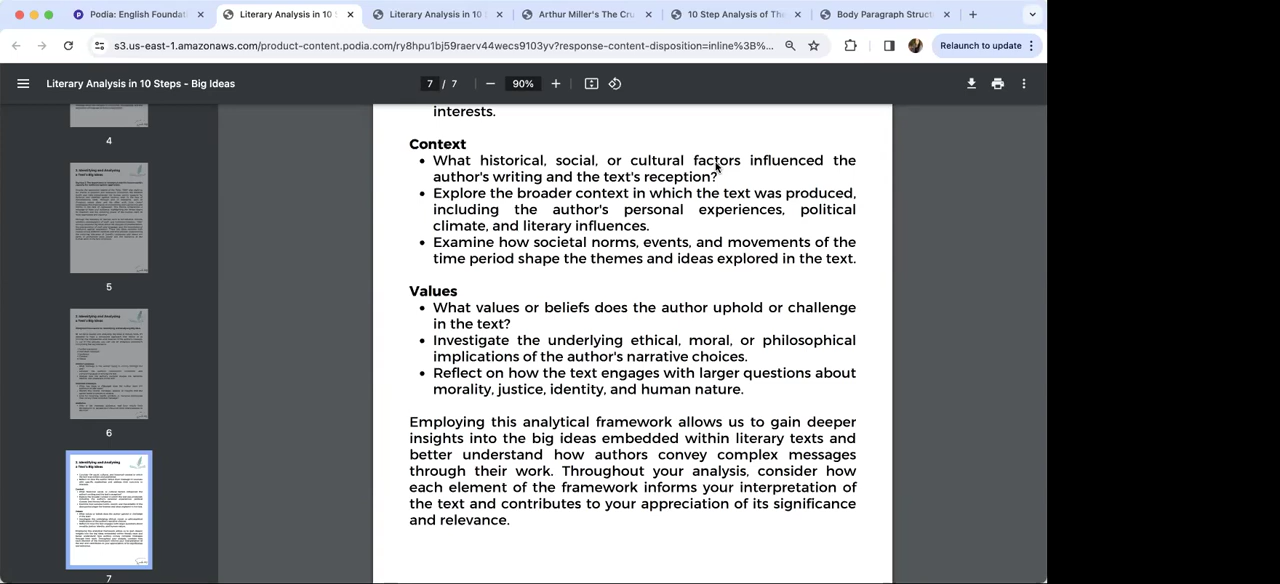 Podia: English Foundati
Literary Analysis in 10 S
Literary Analysis in 10 S
Arthur Miller's The Cru
10 Step Analysis of The
Body Paragraph Struct
s3.us-east-1.amazonaws.com/product-content.podia.com/ry8hpu1bj59raerv44wecs9103yv?response-content-disposition=inline%3B%...
Relaunch to update
Literary Analysis in 10 Steps - Big Ideas
7 / 7
90%
4
5
6
7
interests.
Context
• What historical, social, or cultural factors influenced the
author's writing and the text's reception?
• Explore the broader context in which the text was produced,
including the author's personal experiences, political
climate, and literary influences.
• Examine how societal norms, events, and movements of the
time period shape the themes and ideas explored in the text.
Values
• What values or beliefs does the author uphold or challenge
in the text?
• Investigate the underlying ethical, moral, or philosophical
implications of the author's narrative choices.
• Reflect on how the text engages with larger questions about
morality, justice, identity, and human nature.
Employing this analytical framework allows us to gain deeper
insights into the big ideas embedded within literary texts and
better understand how authors convey complex messages
through their work. Throughout your analysis, consider how
each element of the framework informs your interpretation of
the text and contributes to your appreciation of its significance
and relevance.